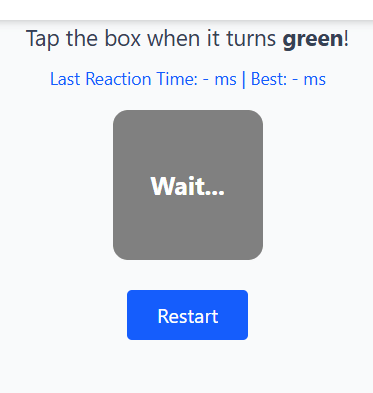 Tap the box when it turns green!
Last Reaction Time: - ms | Best: - ms
Wait...
Restart